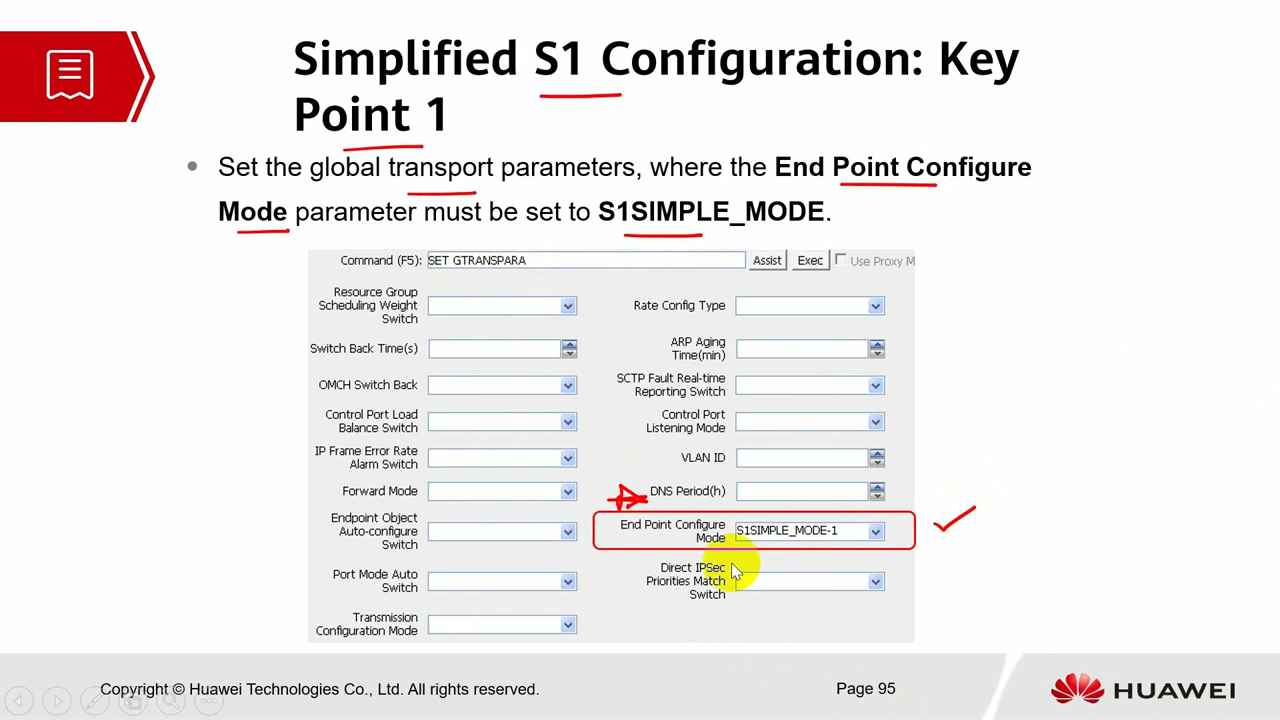 Simplified S1 Configuration: Key
Point 1
Set the global transport parameters, where the End Point Configure
Mode parameter must be set to S1SIMPLE_MODE.
Command (F5): SET GTRANSPARA Assist Exec Use Proxy M
Resource Group
Scheduling Weight
Switch
Rate Config Type
Switch Back Time(s)
ARP Aging
Time(min)
OMCH Switch Back
SCTP Fault Real-time
Reporting Switch
Control Port Load
Balance Switch
Control Port
Listening Mode
IP Frame Error Rate
Alarm Switch
VLAN ID
Forward Mode
DNS Period(h)
Endpoint Object
Auto-configure
Switch
End Point Configure
Mode
S1SIMPLE_MODE-1
Port Mode Auto
Switch
Direct IPSec
Priorities Match
Switch
Transmission
Configuration Mode
Copyright © Huawei Technologies Co., Ltd. All rights reserved.
Page 95
HUAWEI